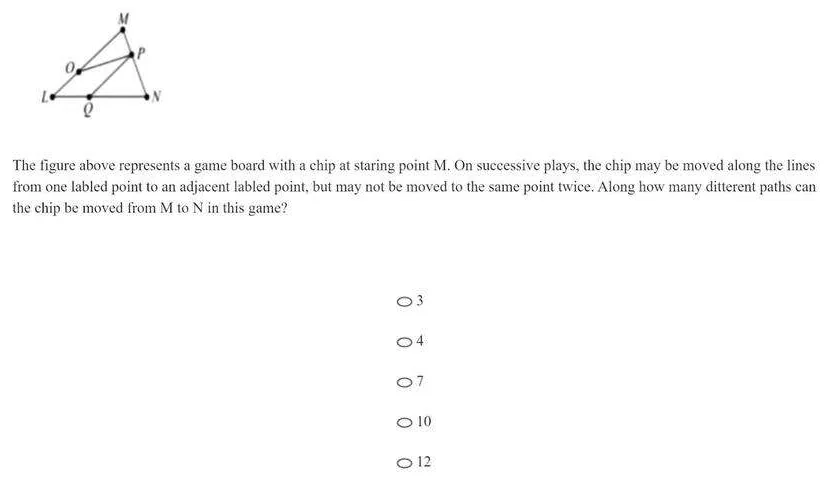 M
P
O
L
N
Q
The figure above represents a game board with a chip at staring point M. On successive plays, the chip may be moved along the lines
from one labled point to an adjacent labled point, but may not be moved to the same point twice. Along how many ditterent paths can
the chip be moved from M to N in this game?
3
4
7
10
12